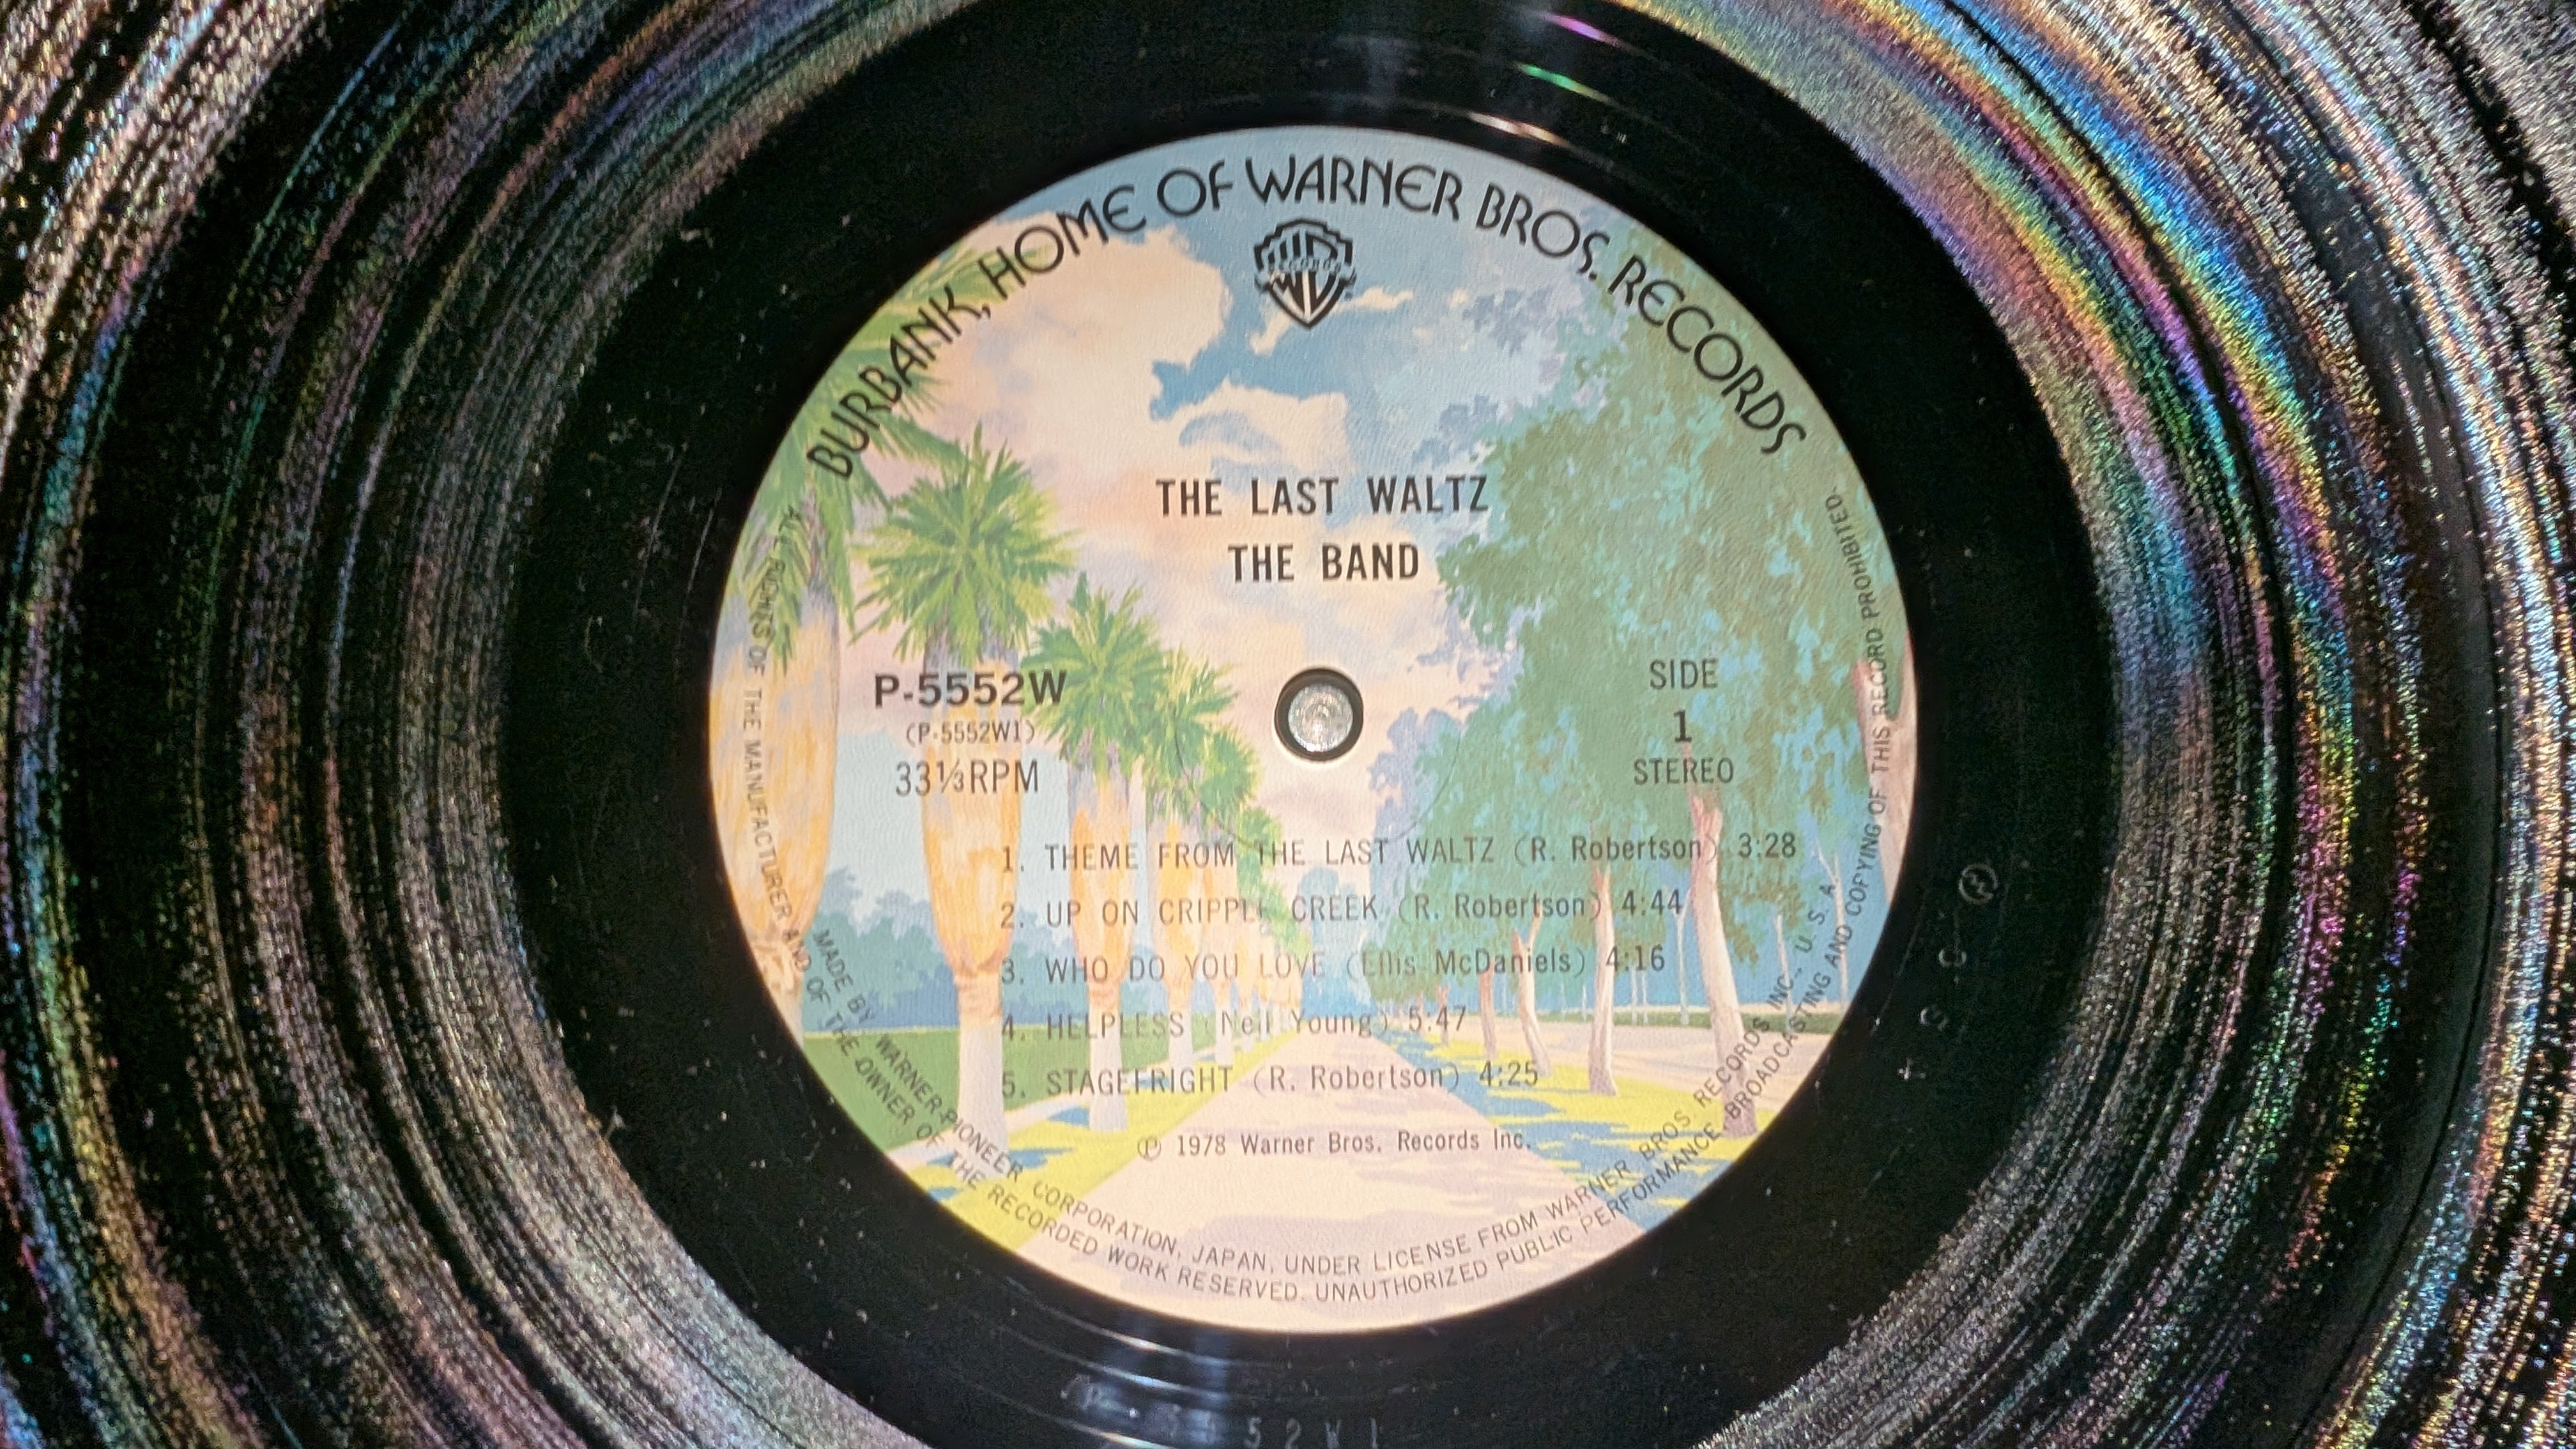 BURBANK, HOME OF WARNER BROS. RECORDS
RECORDS
THE LAST WALTZ
THE BAND
P-5552W
(P-5552W1)
33⅓RPM
SIDE
1
STEREO
1. THEME FROM THE LAST WALTZ (R. Robertson) 3:28
2. UP ON CRIPPLE CREEK (R. Robertson) 4:44
3. WHO DO YOU LOVE (Ellis McDaniels) 4:16
4. HELPLESS (Neil Young) 5:47
5. STAGEFRIGHT (R. Robertson) 4:25
Ⓟ 1978 Warner Bros. Records Inc.
MADE BY WARNER-PIONEER CORPORATION, JAPAN, UNDER LICENSE FROM WARNER BROS. RECORDS INC., U. S. A.
ALL RIGHTS OF THE MANUFACTURER AND OF THE OWNER OF THE RECORDED WORK RESERVED. UNAUTHORIZED PUBLIC PERFORMANCE, BROADCASTING AND COPYING OF THIS RECORD PROHIBITED.